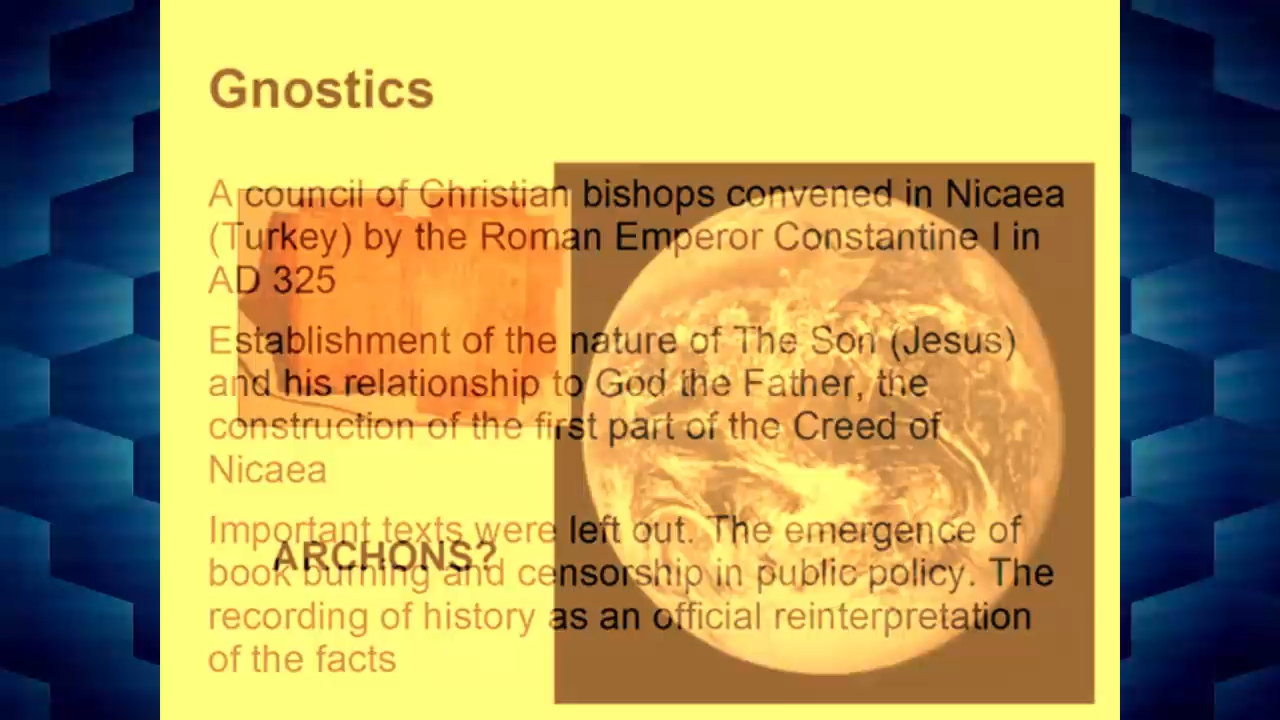 Gnostics
A council of Christian bishops convened in Nicaea
(Turkey) by the Roman Emperor Constantine I in
AD 325
Establishment of the nature of The Son (Jesus)
and his relationship to God the Father, the
construction of the first part of the Creed of
Nicaea
Important texts were left out. The emergence of
ARCHONS?
book burning and censorship in public policy. The
recording of history as an official reinterpretation
of the facts